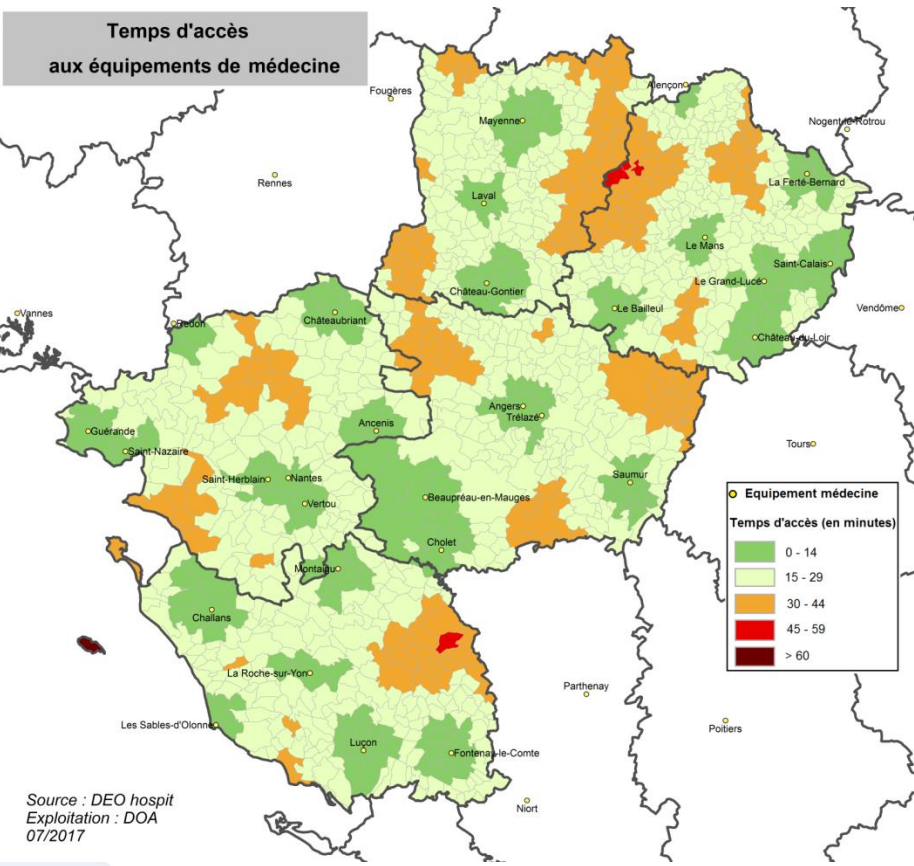 Temps d'accès
aux équipements de médecine
Fougères
Alençon
Mayenne
Nogent-le-Rotrou
Rennes
La Ferté-Bernard
Laval
Le Mans
Saint-Calais
Château-Gontier
Le Grand-Lucé
Vannes
Redon
Châteaubriant
Le Bailleul
Vendôme
Château-du-Loir
Angers
Trélazé
Guérande
Ancenis
Saint-Nazaire
Tours
Saint-Herblain
Nantes
Saumur
Beaupréau-en-Mauges
Vertou
Cholet
Montaigu
Challans
Equipement médecine
Temps d'accès (en minutes)
0 - 14
15 - 29
30 - 44
45 - 59
> 60
La Roche-sur-Yon
Parthenay
Les Sables-d'Olonne
Poitiers
Luçon
Fontenay-le-Comte
Niort
Source : DEO hospit
Exploitation : DOA
07/2017